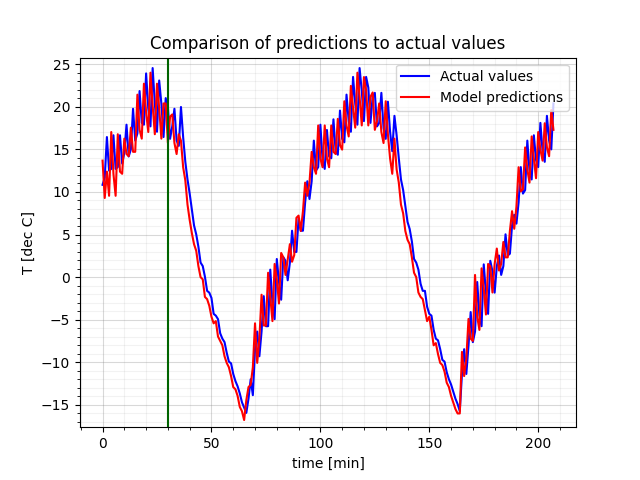 Comparison of predictions to actual values
Actual values
Model predictions
T [dec C]
25
20
15
10
5
0
−5
−10
−15
0 50 100 150 200
time [min]